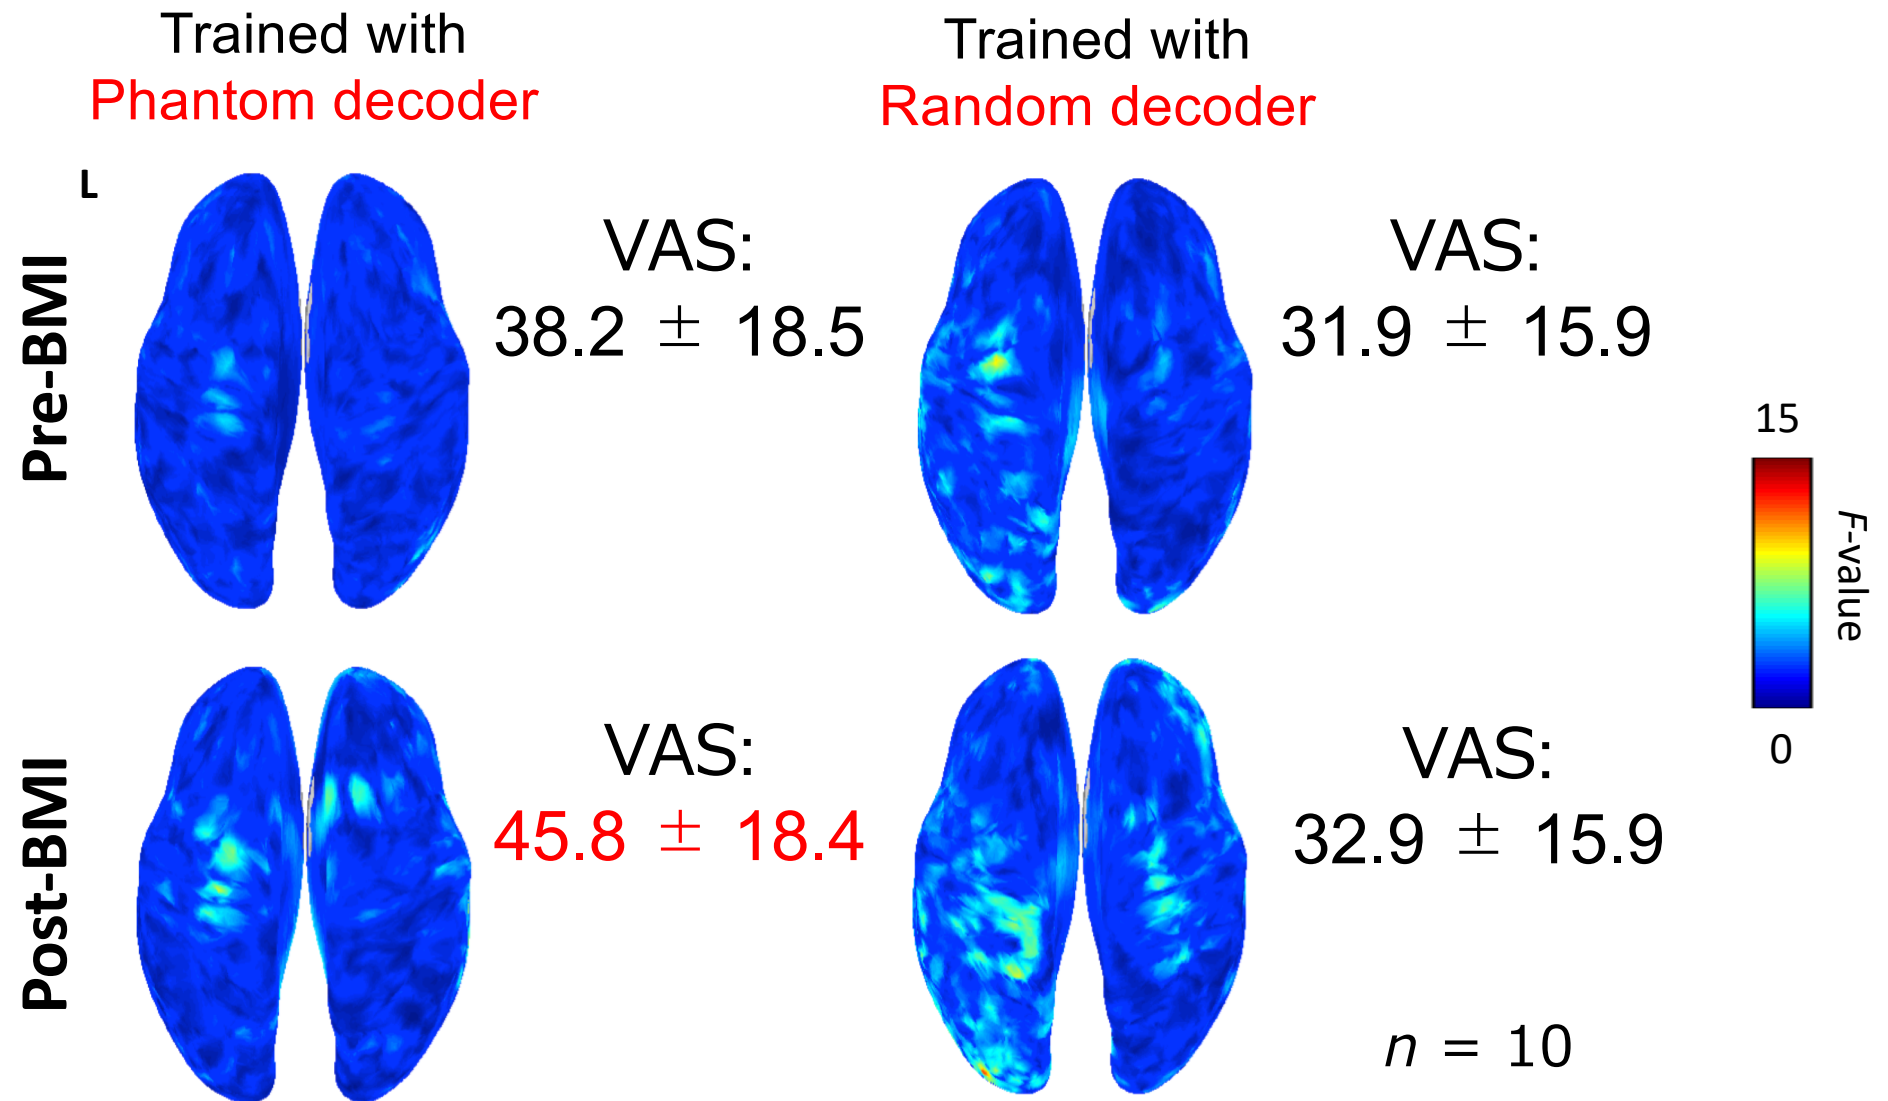 Trained with
Phantom decoder
Trained with
Random decoder
L
Pre-BMI
VAS:
38.2 ± 18.5
VAS:
31.9 ± 15.9
15
F-value
0
Post-BMI
VAS:
45.8 ± 18.4
VAS:
32.9 ± 15.9
n = 10